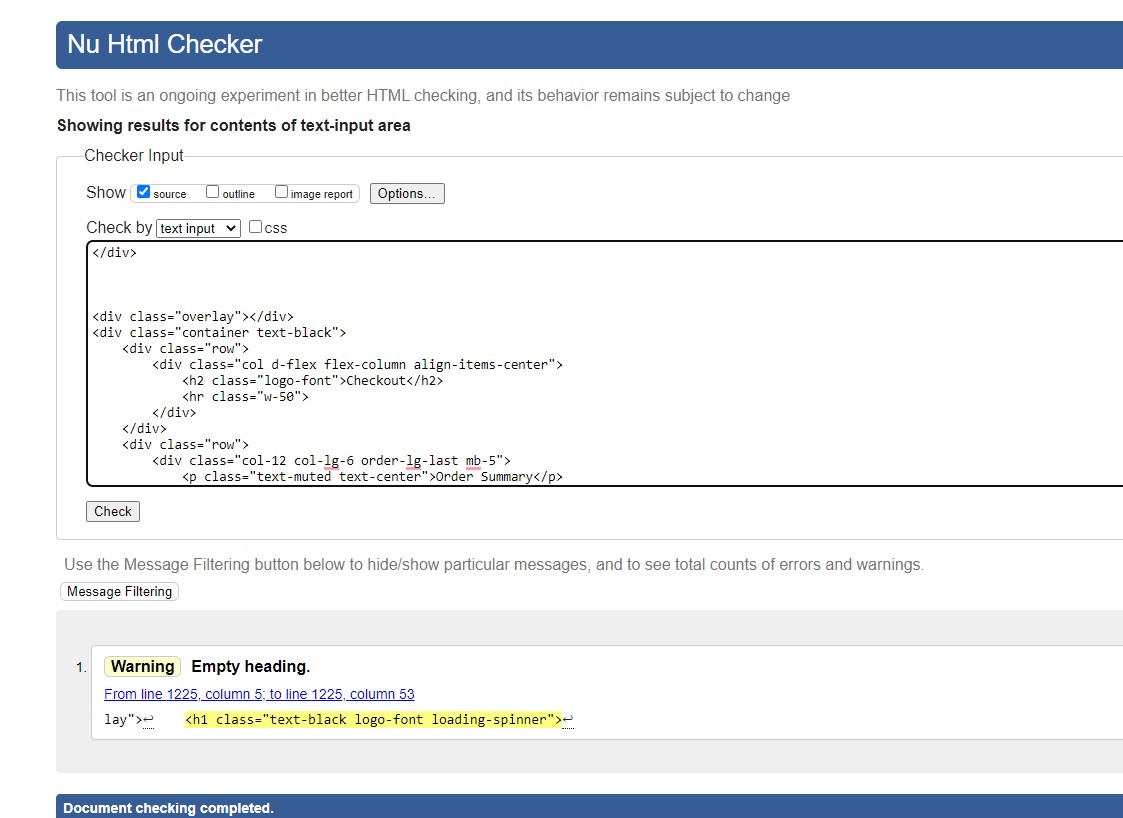 Nu Html Checker
This tool is an ongoing experiment in better HTML checking, and its behavior remains subject to change
Showing results for contents of text-input area
Checker Input
Show source outline image report Options...
Check by text input css
</div>
<div class="overlay"></div>
<div class="container text-black">
    <div class="row">
        <div class="col d-flex flex-column align-items-center">
            <h2 class="logo-font">Checkout</h2>
            <hr class="w-50">
        </div>
    </div>
    <div class="row">
        <div class="col-12 col-lg-6 order-lg-last mb-5">
            <p class="text-muted text-center">Order Summary</p>
Check
Use the Message Filtering button below to hide/show particular messages, and to see total counts of errors and warnings.
Message Filtering
1. Warning Empty heading.
From line 1225, column 5; to line 1225, column 53
lay">↩    <h1 class="text-black logo-font loading-spinner">↩
Document checking completed.